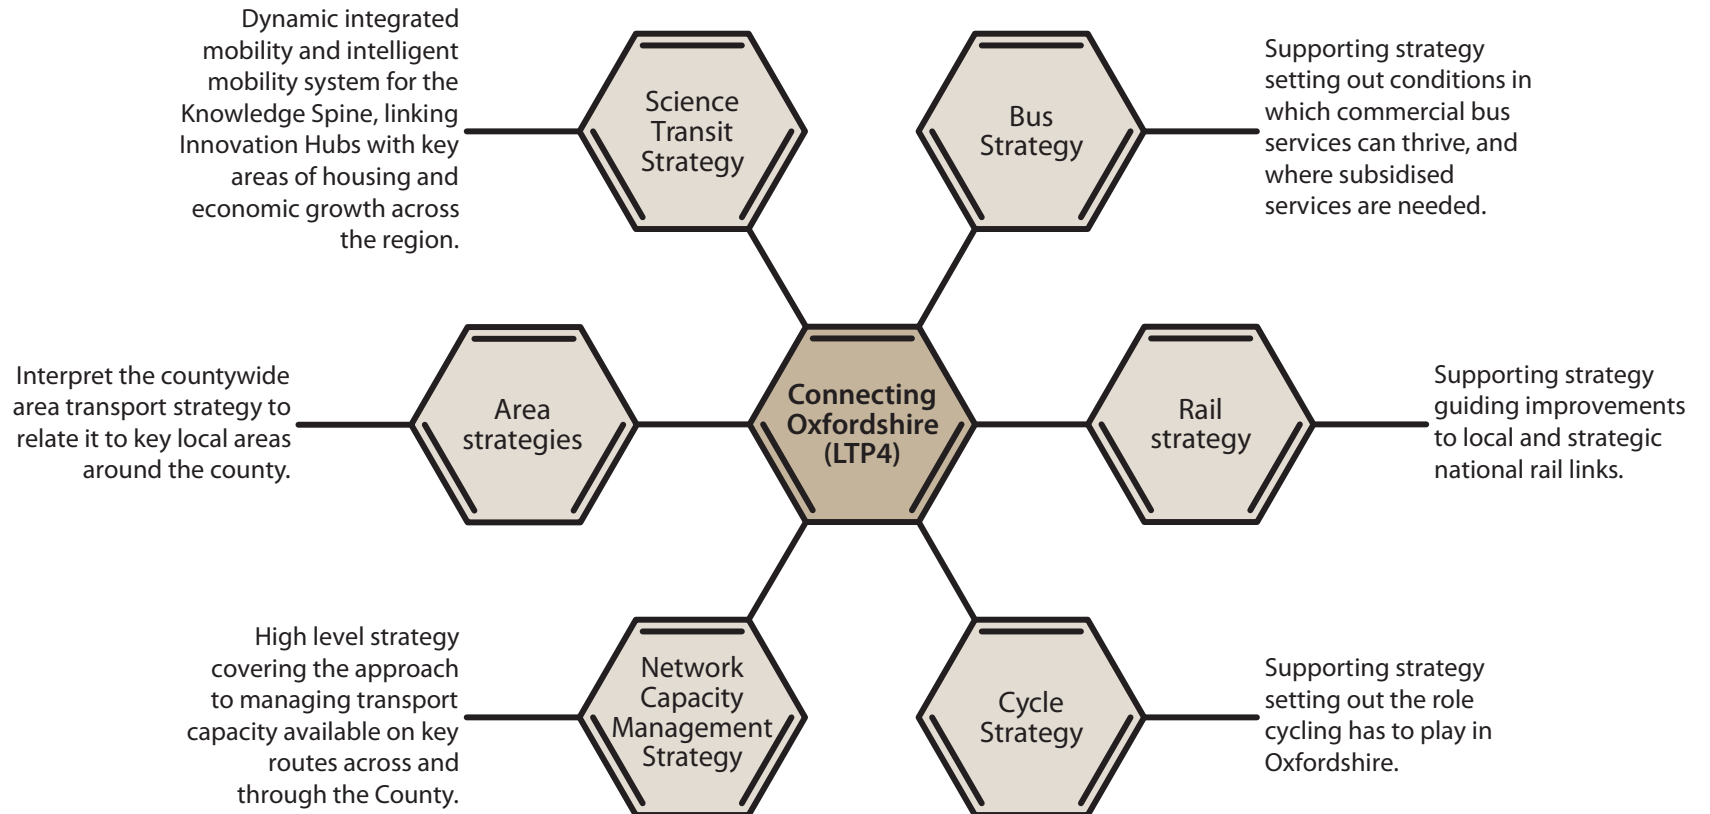 Dynamic integrated
mobility and intelligent
mobility system for the
Knowledge Spine, linking
Innovation Hubs with key
areas of housing and
economic growth across
the region.
Science
Transit
Strategy
Bus
Strategy
Supporting strategy
setting out conditions in
which commercial bus
services can thrive, and
where subsidised
services are needed.
Interpret the countywide
area transport strategy to
relate it to key local areas
around the county.
Area
strategies
Connecting
Oxfordshire
(LTP4)
Rail
strategy
Supporting strategy
guiding improvements
to local and strategic
national rail links.
High level strategy
covering the approach
to managing transport
capacity available on key
routes across and
through the County.
Network
Capacity
Management
Strategy
Cycle
Strategy
Supporting strategy
setting out the role
cycling has to play in
Oxfordshire.